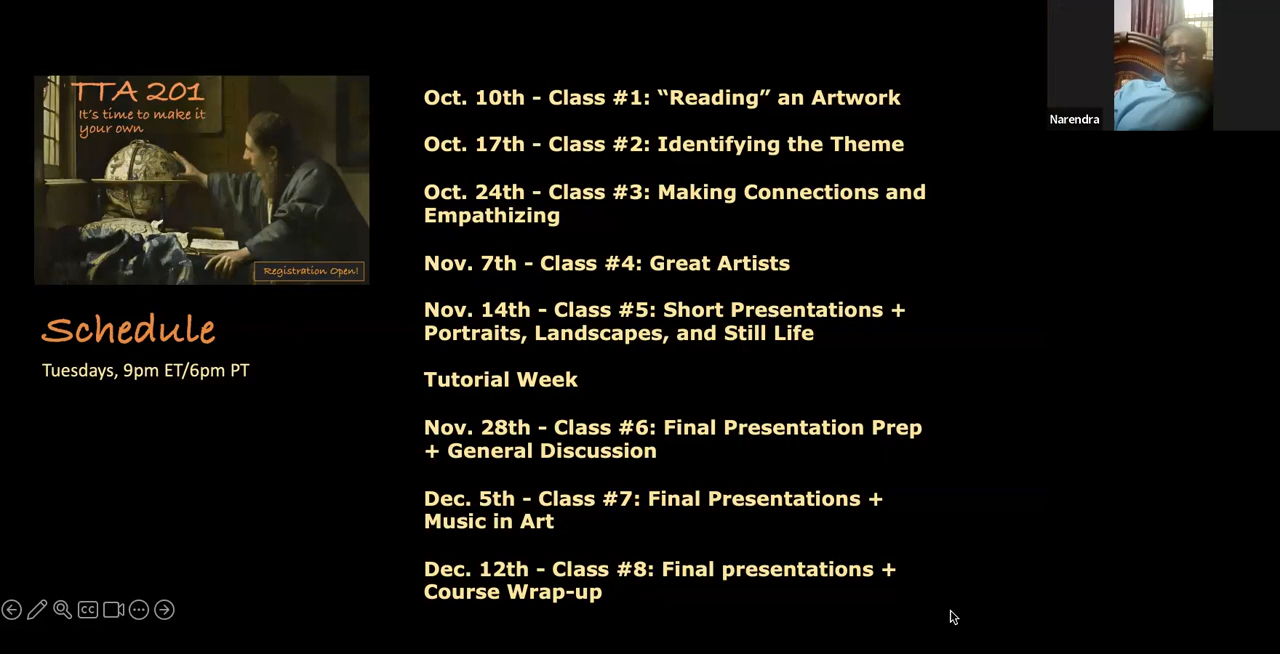 TTA 201
It's time to make it
your own
Registration Open!
Schedule
Tuesdays, 9pm ET/6pm PT
Oct. 10th - Class #1: “Reading” an Artwork
Oct. 17th - Class #2: Identifying the Theme
Oct. 24th - Class #3: Making Connections and
Empathizing
Nov. 7th - Class #4: Great Artists
Nov. 14th - Class #5: Short Presentations +
Portraits, Landscapes, and Still Life
Tutorial Week
Nov. 28th - Class #6: Final Presentation Prep
+ General Discussion
Dec. 5th - Class #7: Final Presentations +
Music in Art
Dec. 12th - Class #8: Final presentations +
Course Wrap-up
Narendra
CC